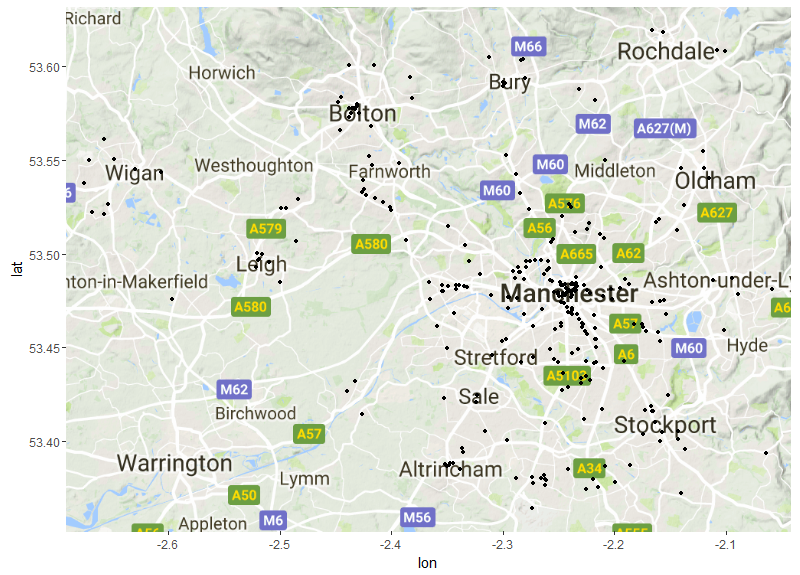 Richard
M66
Rochdale
53.60
Horwich
Bury
Bolton
M62
A627(M)
53.55
Westhoughton
M60
Middleton
Wigan
Farnworth
Oldham
6
M60
A576
A627
A579
A56
53.50
A580
A665
A62
Leigh
nton-in-Makerfield
Ashton-under-Ly
Manchester
A580
A6
53.45
A57
M60
Hyde
Stretford
A6
A5103
M62
Sale
Birchwood
A57
Stockport
53.40
Warrington
Altrincham
A34
Lymm
A50
M6
M56
Appleton
A56
A555
-2.6
-2.5
-2.4
-2.3
-2.2
-2.1
lon
lat